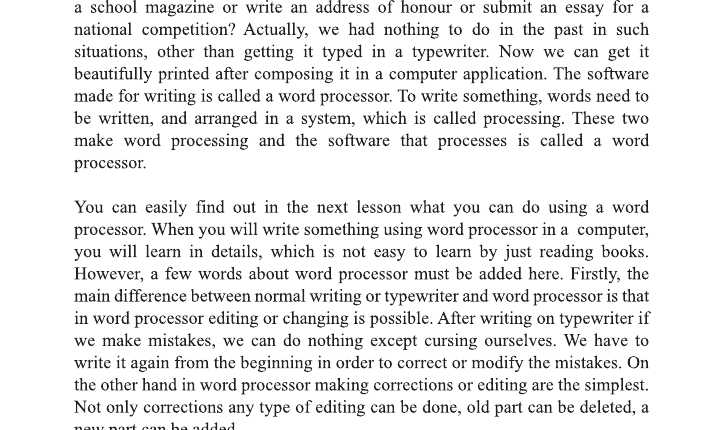 a school magazine or write an address of honour or submit an essay for a
national competition? Actually, we had nothing to do in the past in such
situations, other than getting it typed in a typewriter. Now we can get it
beautifully printed after composing it in a computer application. The software
made for writing is called a word processor. To write something, words need to
be written, and arranged in a system, which is called processing. These two
make word processing and the software that processes is called a word
processor.
You can easily find out in the next lesson what you can do using a word
processor. When you will write something using word processor in a computer,
you will learn in details, which is not easy to learn by just reading books.
However, a few words about word processor must be added here. Firstly, the
main difference between normal writing or typewriter and word processor is that
in word processor editing or changing is possible. After writing on typewriter if
we make mistakes, we can do nothing except cursing ourselves. We have to
write it again from the beginning in order to correct or modify the mistakes. On
the other hand in word processor making corrections or editing are the simplest.
Not only corrections any type of editing can be done, old part can be deleted, a
new part can be added